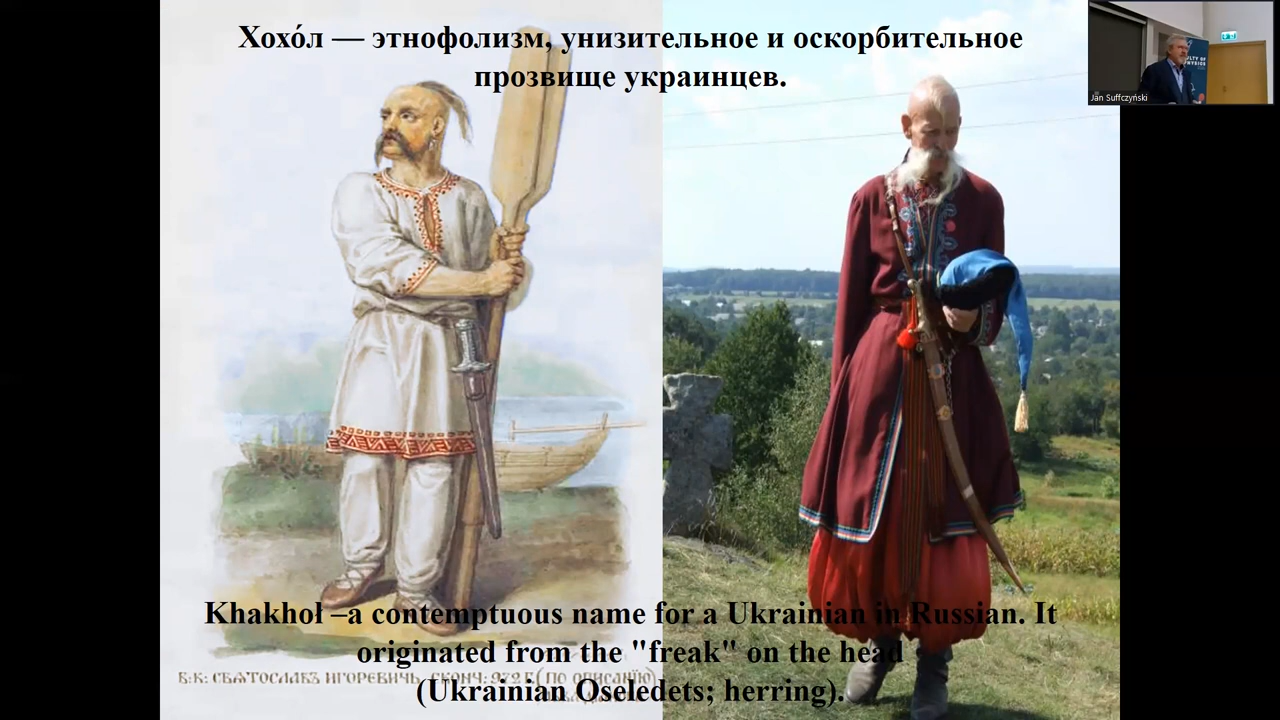 Хохо́л — этнофолизм, унизительное и оскорбительное
прозвище украинцев.
Jan Suffczyński
Khakhoł –a contemptuous name for a Ukrainian in Russian. It
originated from the "freak" on the head
(Ukrainian Oseledets; herring).